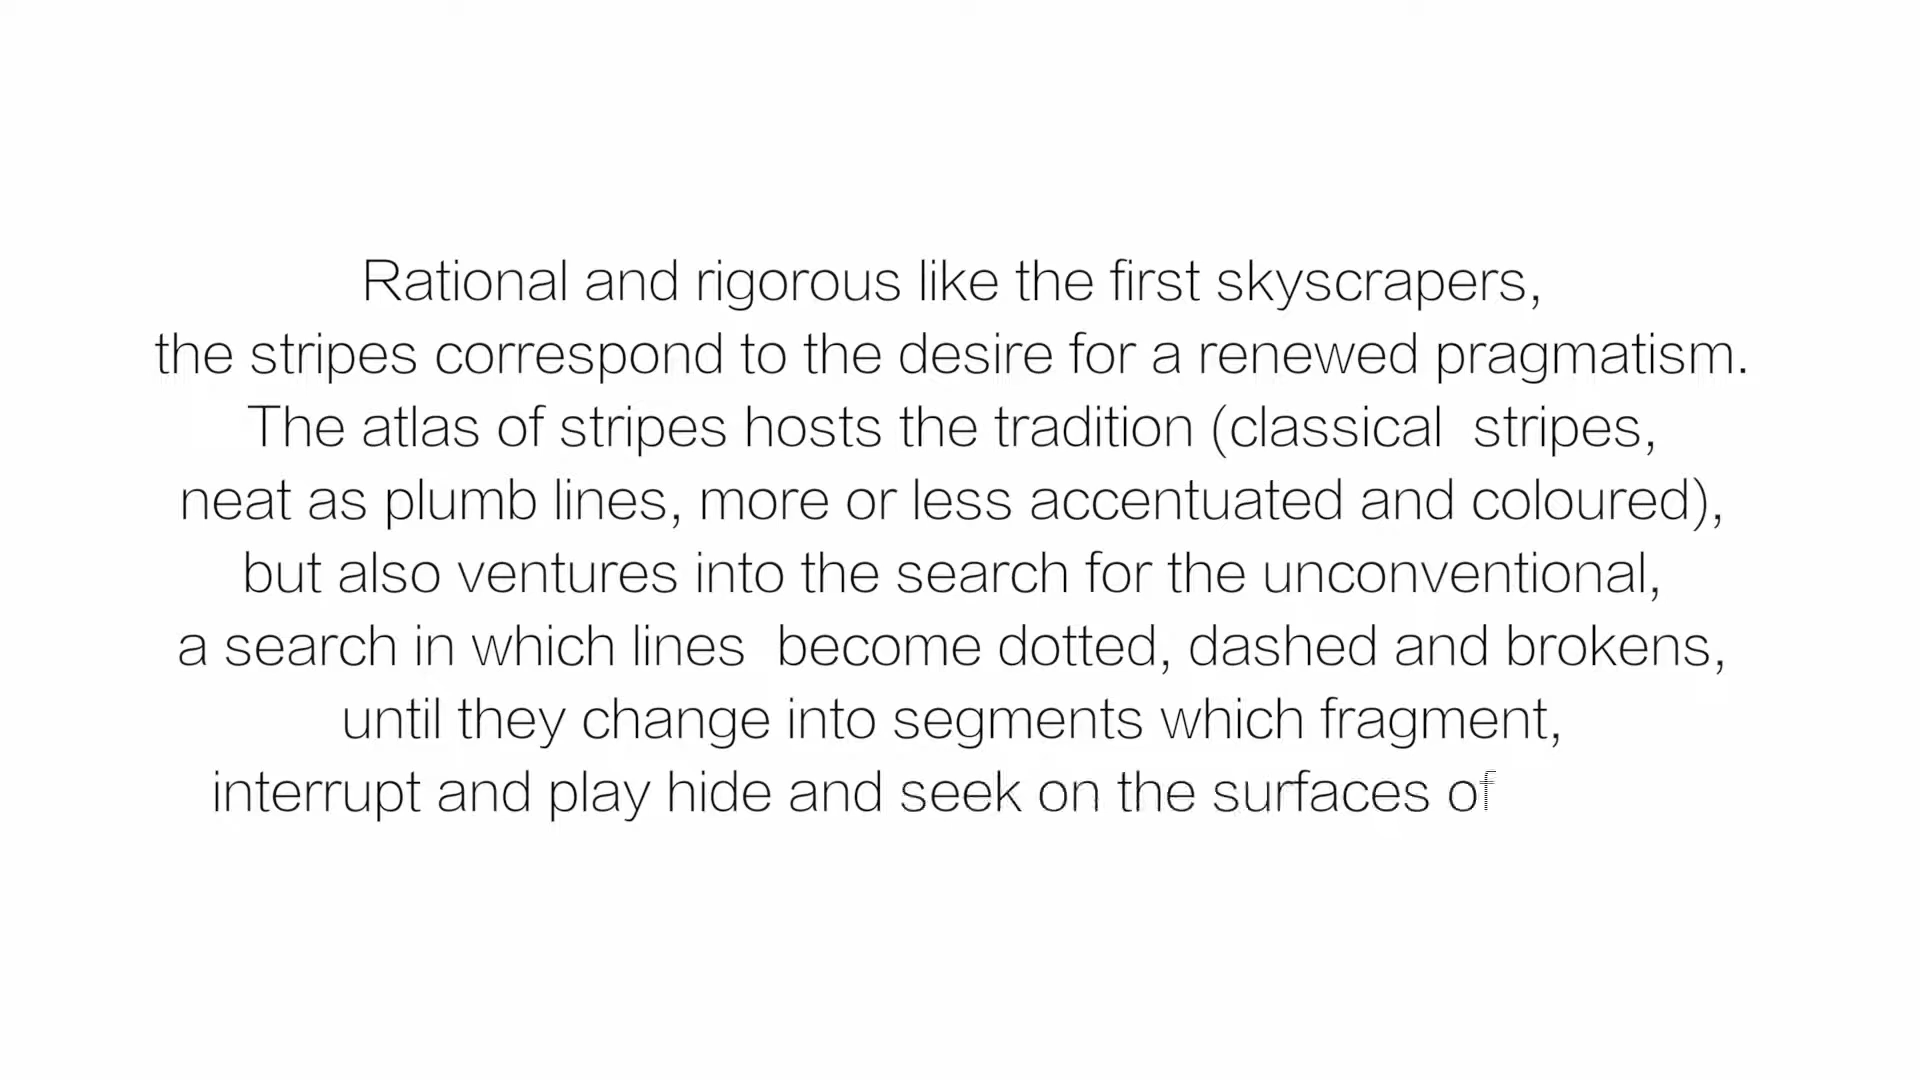 Rational and rigorous like the first skyscrapers,
the stripes correspond to the desire for a renewed pragmatism.
The atlas of stripes hosts the tradition (classical  stripes,
neat as plumb lines, more or less accentuated and coloured),
but also ventures into the search for the unconventional,
a search in which lines  become dotted, dashed and brokens,
until they change into segments which fragment,
interrupt and play hide and seek on the surfaces of